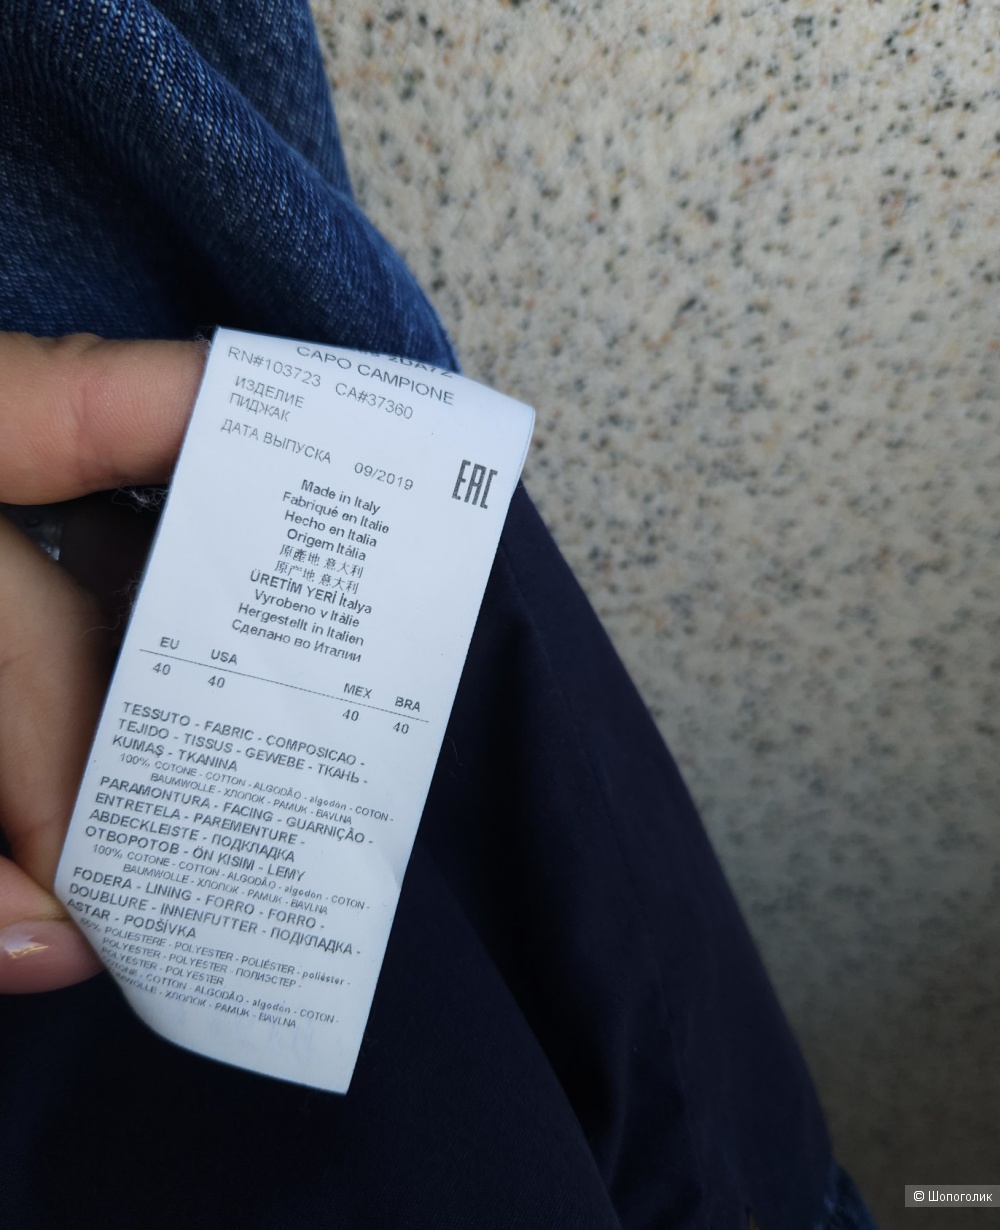 CAPO CAMPIONE
RN#103723 CA#37360
ИЗДЕЛИЕ
ПИДЖАК
ДАТА ВЫПУСКА 09/2019
EAC
Made in Italy
Fabriqué en Italie
Hecho en Italia
Origem Itália
原產地 意大利
原产地 意大利
ÜRETİM YERİ İtalya
Vyrobeno v Itálie
Hergestellt in Italien
Сделано во Италии
EU USA MEX BRA
40 40 40 40
TESSUTO - FABRIC - COMPOSICAO -
TEJIDO - TISSUS - GEWEBE - ТКАНЬ -
KUMAŞ - TKANINA
100% COTONE - COTTON - ALGODÃO - algodón - COTON -
BAUMWOLLE - ХЛОПОК - PAMUK - BAVLNA
PARAMONTURA - FACING - GUARNIÇÃO -
ENTRETELA - PAREMENTURE -
ABDECKLEISTE - ПОДКЛАДКА
ОТВОРОТОВ - ÖN KISIM - LEMY
100% COTONE - COTTON - ALGODÃO - algodón - COTON -
BAUMWOLLE - ХЛОПОК - PAMUK - BAVLNA
FODERA - LINING - FORRO - FORRO -
DOUBLURE - INNENFUTTER - ПОДКЛАДКА -
ASTAR - PODŠÍVKA
POLIESTERE - POLYESTER - POLIÉSTER - poliéster -
POLYESTER - POLYESTER - ПОЛИЭСТЕР -
POLYESTER - POLYESTER
COTTON - ALGODÃO - algodón - COTON -
ХЛОПОК - PAMUK - BAVLNA
© Шопоголик